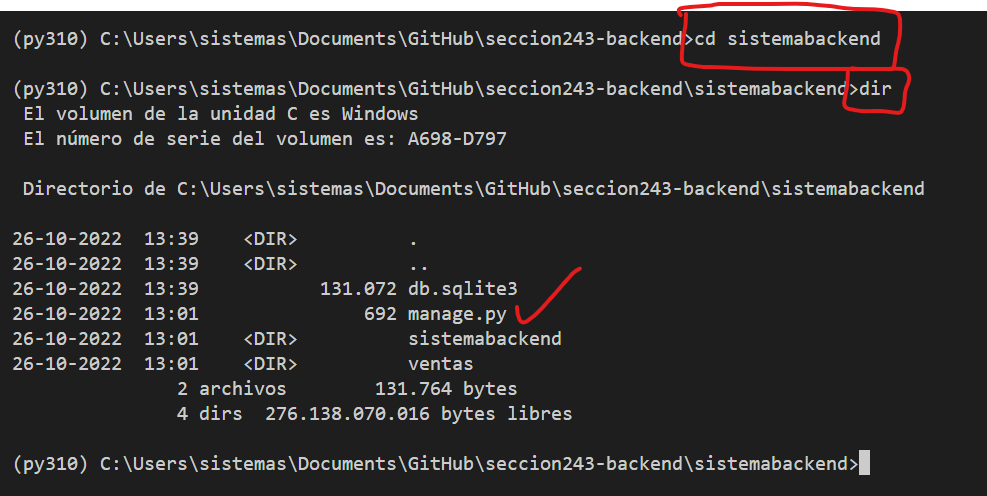 (py310) C:\Users\sistemas\Documents\GitHub\seccion243-backend>cd sistemabackend
(py310) C:\Users\sistemas\Documents\GitHub\seccion243-backend\sistemabackend>dir
El volumen de la unidad C es Windows
El número de serie del volumen es: A698-D797
Directorio de C:\Users\sistemas\Documents\GitHub\seccion243-backend\sistemabackend
26-10-2022  13:39    <DIR>          .
26-10-2022  13:39    <DIR>          ..
26-10-2022  13:39           131.072 db.sqlite3
26-10-2022  13:01               692 manage.py
26-10-2022  13:01    <DIR>          sistemabackend
26-10-2022  13:01    <DIR>          ventas
2 archivos        131.764 bytes
4 dirs  276.138.070.016 bytes libres
(py310) C:\Users\sistemas\Documents\GitHub\seccion243-backend\sistemabackend>